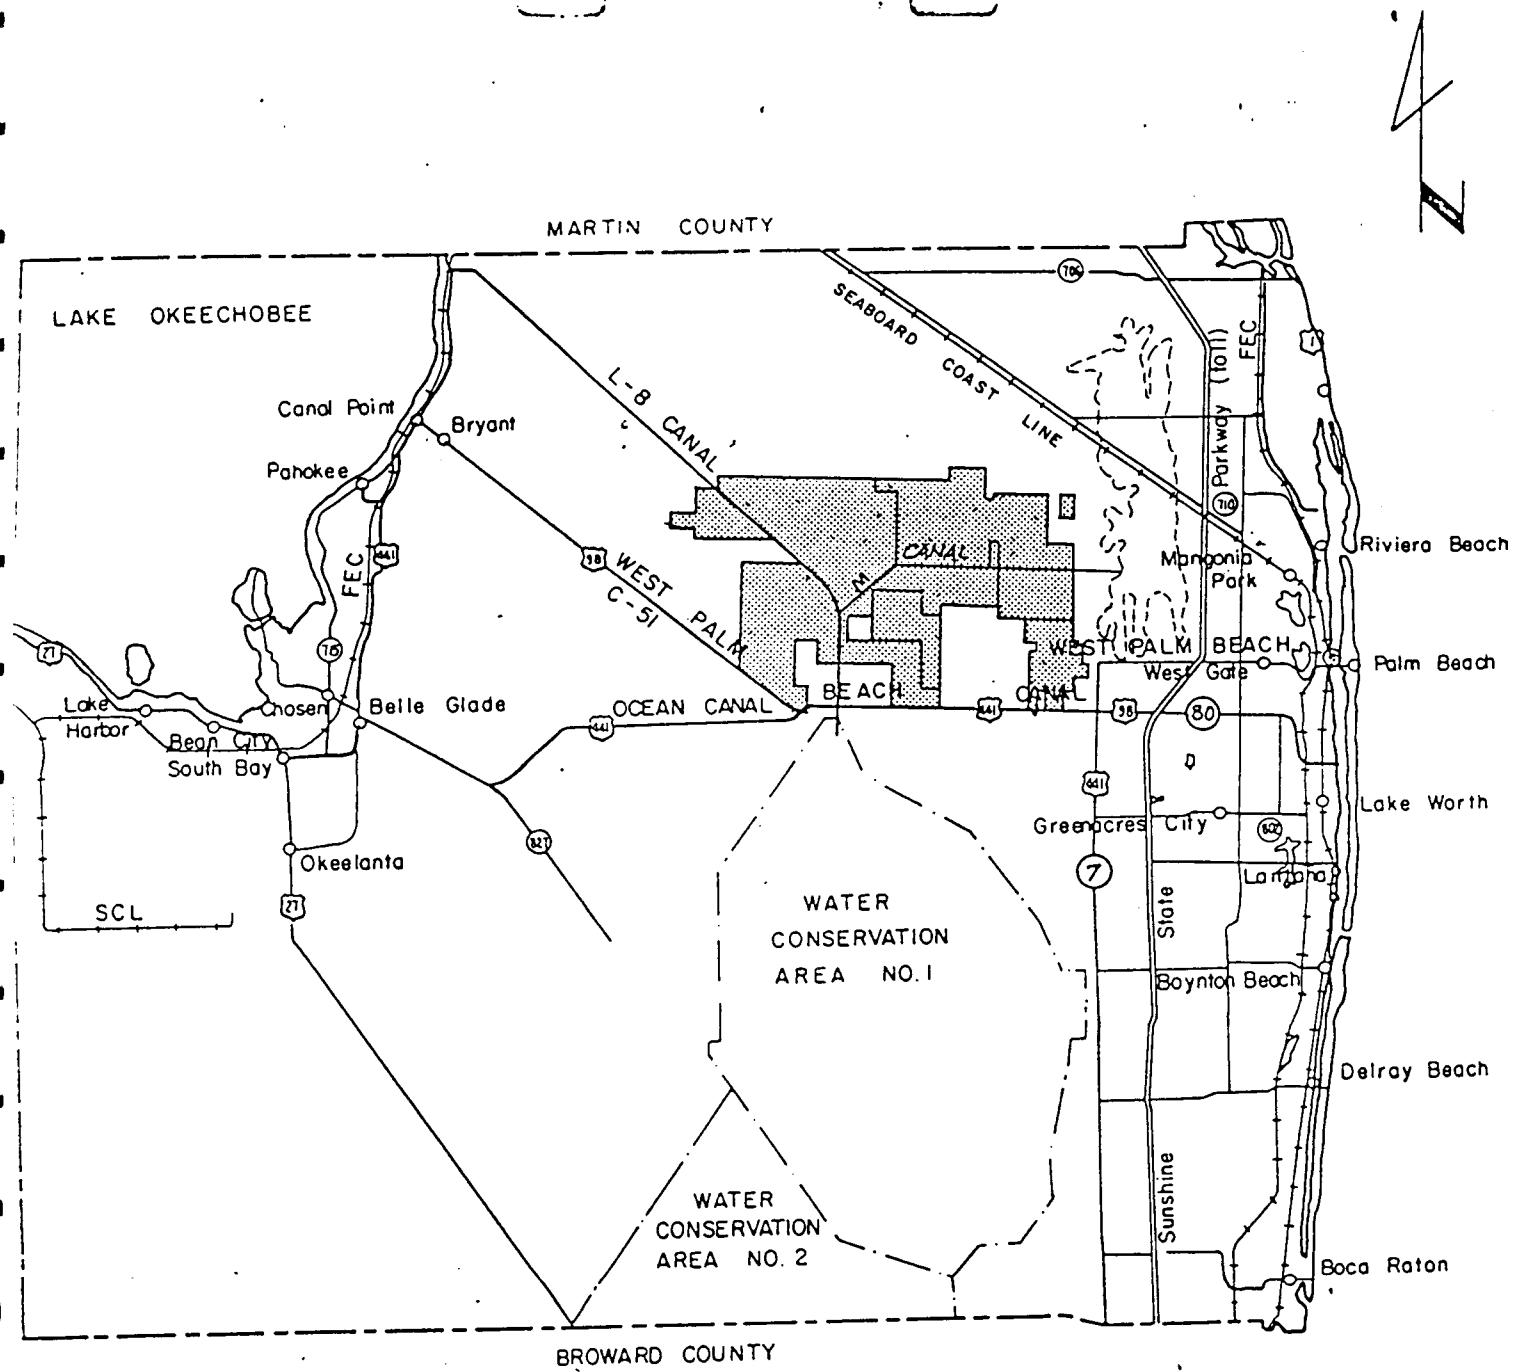 MARTIN COUNTY
LAKE OKEECHOBEE
706
SEABOARD COAST LINE
FEC
1
Parkway (toll)
L-8 CANAL
Canal Point
Bryant
Pahokee
710
441
FEC
98
WEST PALM
C-51
CANAL
M
Mangonia
Park
Riviera Beach
27
715
WEST PALM BEACH
West Gate
Palm Beach
BEACH
CANAL
Lake
Harbor
Chosen
Belle Glade
OCEAN CANAL
441
441
98
80
Bean City
South Bay
441
Lake Worth
Greenacres City
802
827
Okeelanta
7
Lantana
27
SCL
WATER
CONSERVATION
AREA NO. 1
State
Boynton Beach
Delray Beach
Sunshine
WATER
CONSERVATION
AREA NO. 2
Boca Raton
BROWARD COUNTY